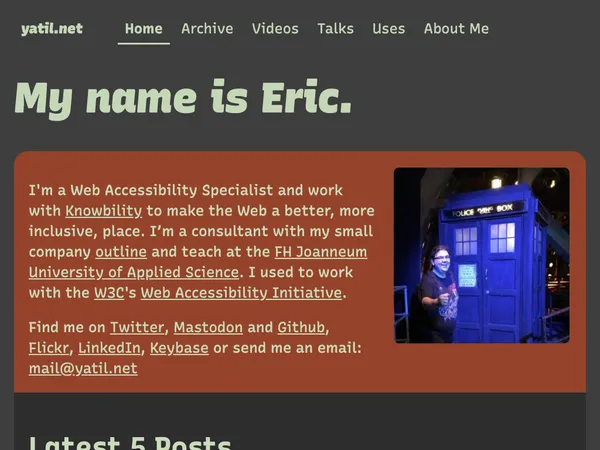 yatil.net Home Archive Videos Talks Uses About Me
My name is Eric.
I'm a Web Accessibility Specialist and work
with Knowbility to make the Web a better, more
inclusive, place. I’m a consultant with my small
company outline and teach at the FH Joanneum
University of Applied Science. I used to work
with the W3C's Web Accessibility Initiative.
POLICE BOX
Find me on Twitter, Mastodon and Github,
Flickr, LinkedIn, Keybase or send me an email:
mail@yatil.net
Latest 5 Posts